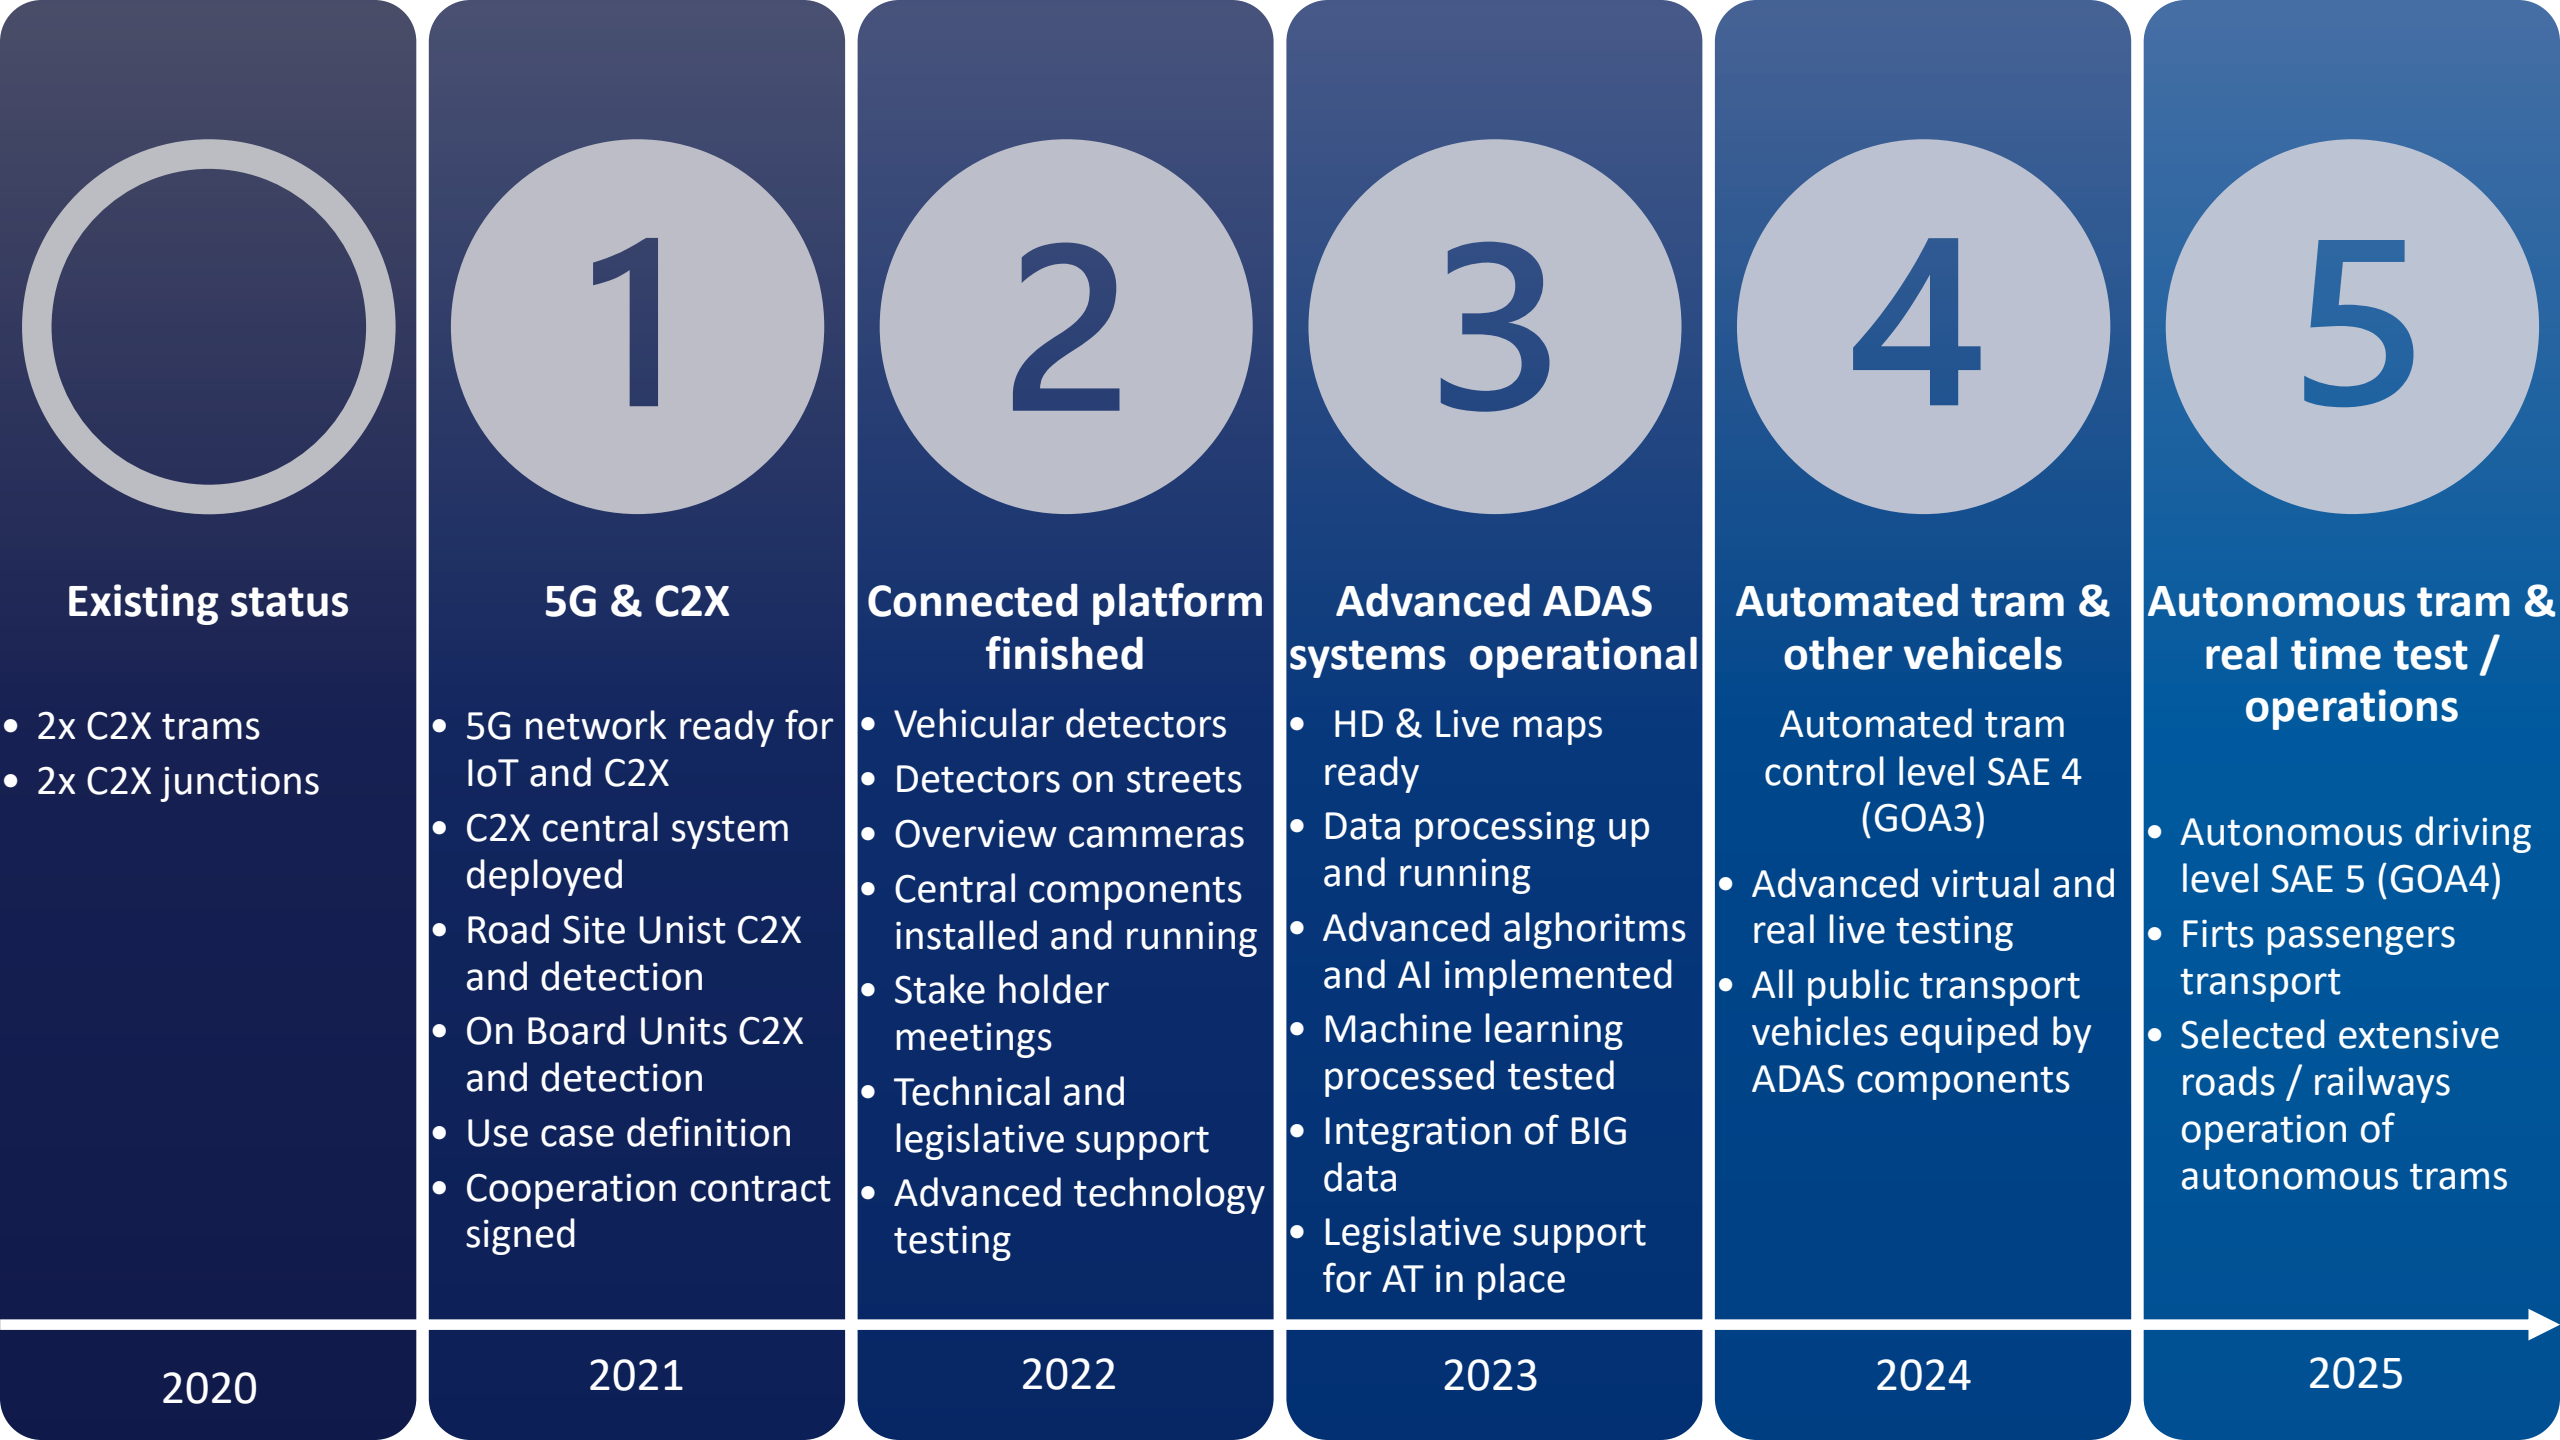 Existing status
• 2x C2X trams
• 2x C2X junctions
2020
1
5G & C2X
• 5G network ready for
IoT and C2X
• C2X central system
deployed
• Road Site Unist C2X
and detection
• On Board Units C2X
and detection
• Use case definition
• Cooperation contract
signed
2021
2
Connected platform
finished
• Vehicular detectors
• Detectors on streets
• Overview cammeras
• Central components
installed and running
• Stake holder
meetings
• Technical and
legislative support
• Advanced technology
testing
2022
3
Advanced ADAS
systems operational
• HD & Live maps
ready
• Data processing up
and running
• Advanced alghoritms
and AI implemented
• Machine learning
processed tested
• Integration of BIG
data
• Legislative support
for AT in place
2023
4
Automated tram &
other vehicels
Automated tram
control level SAE 4
(GOA3)
• Advanced virtual and
real live testing
• All public transport
vehicles equiped by
ADAS components
2024
5
Autonomous tram &
real time test /
operations
• Autonomous driving
level SAE 5 (GOA4)
• Firts passengers
transport
• Selected extensive
roads / railways
operation of
autonomous trams
2025